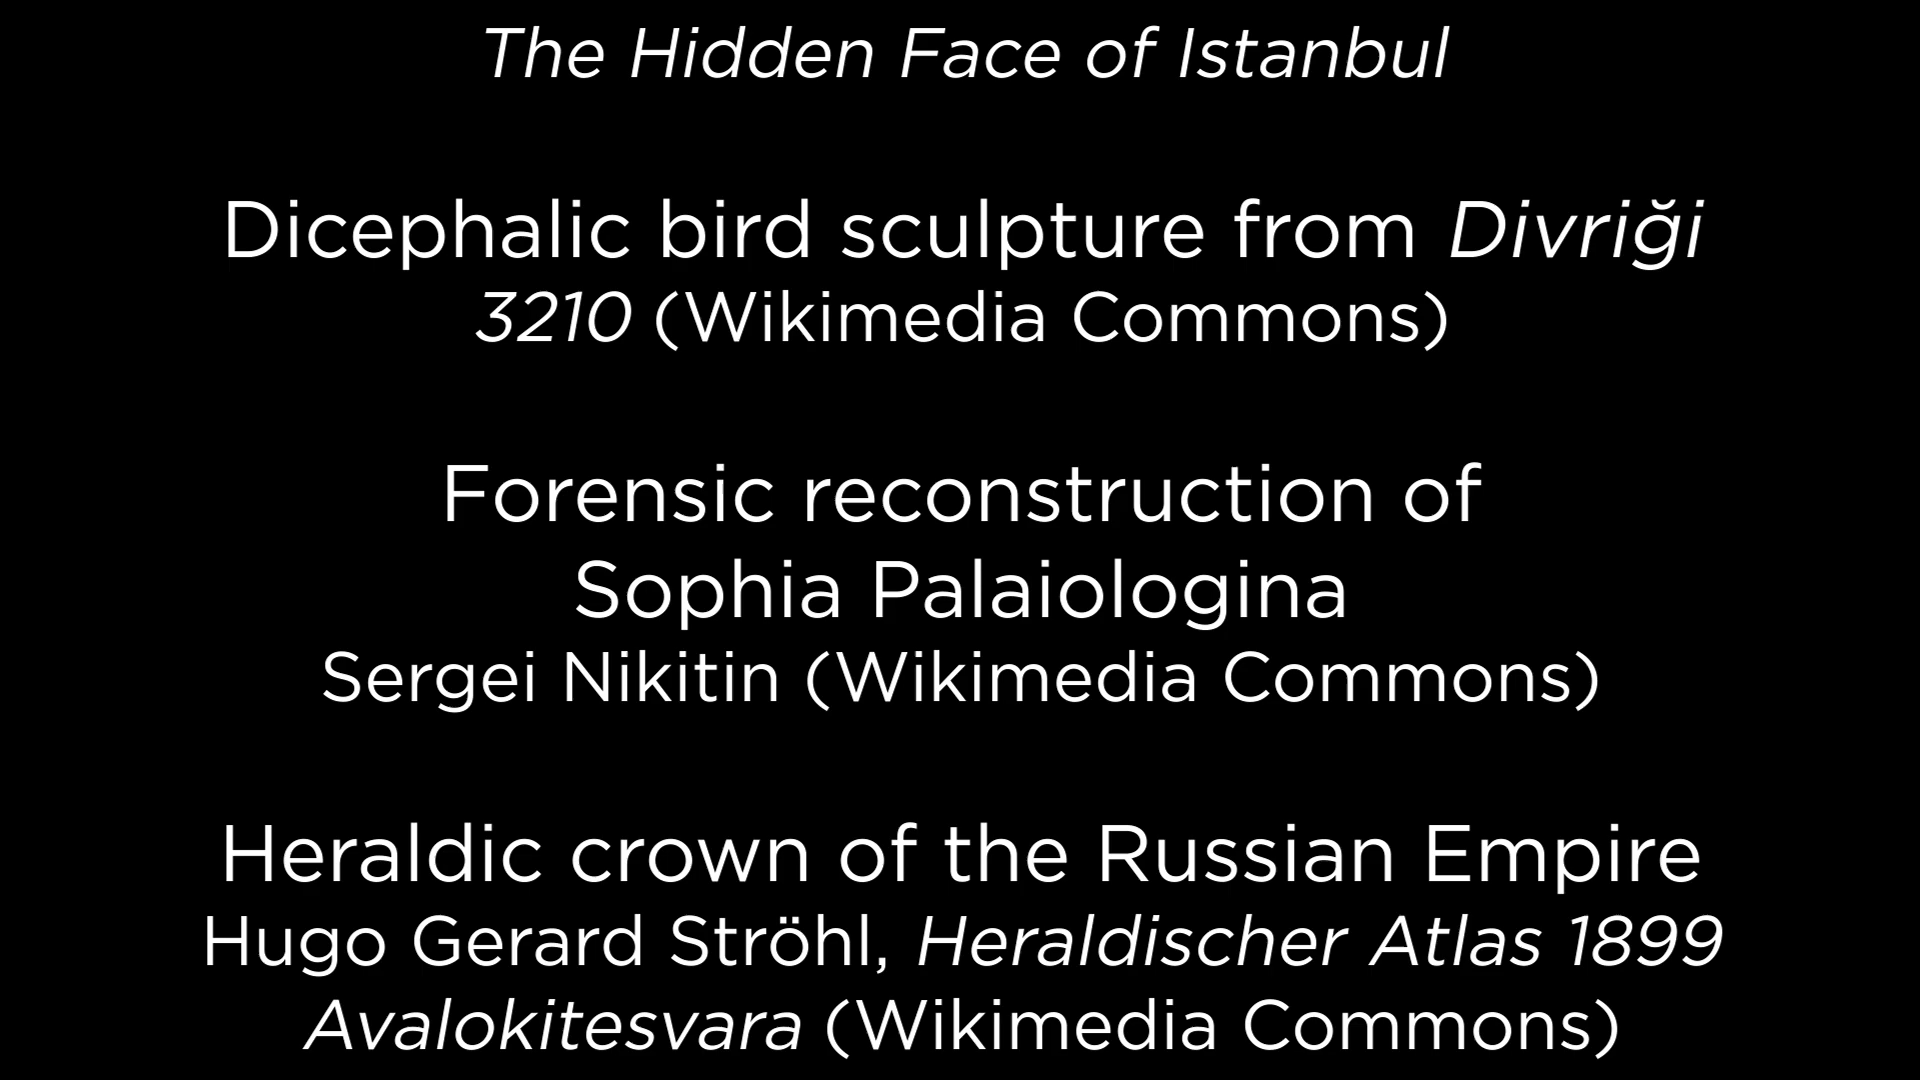 The Hidden Face of Istanbul
Dicephalic bird sculpture from Divriği
3210 (Wikimedia Commons)
Forensic reconstruction of
Sophia Palaiologina
Sergei Nikitin (Wikimedia Commons)
Heraldic crown of the Russian Empire
Hugo Gerard Ströhl, Heraldischer Atlas 1899
Avalokitesvara (Wikimedia Commons)